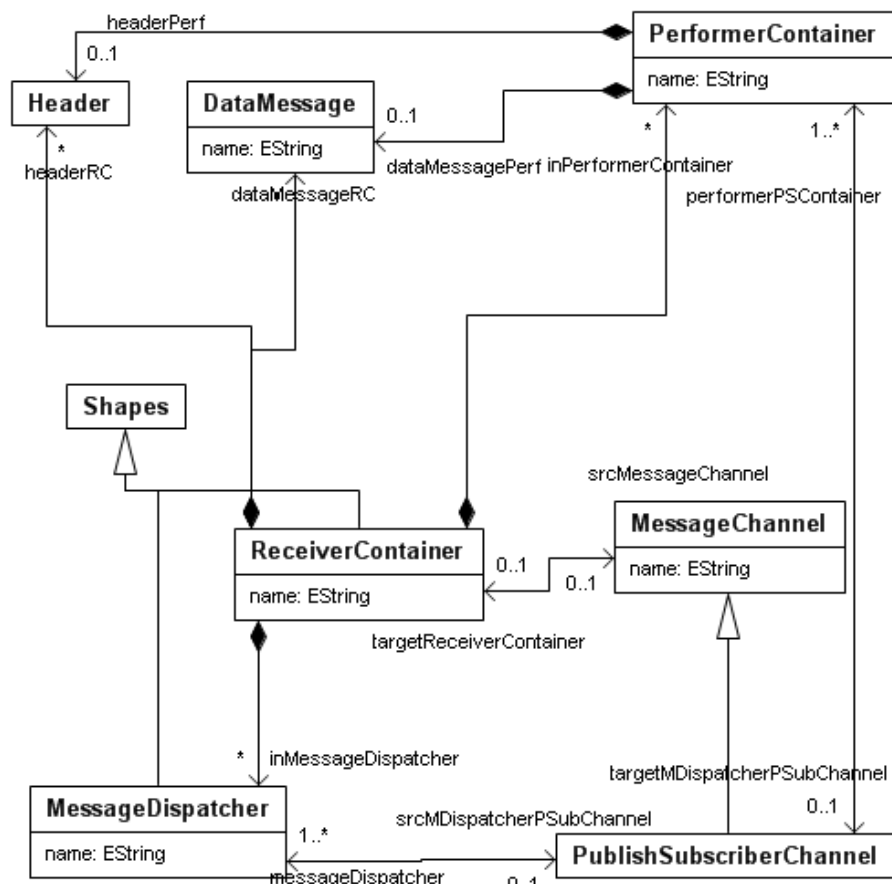 headerPerf
PerformerContainer
0..1
name: EString
Header
DataMessage
0..1
*
1..*
name: EString
*
headerRC
dataMessagePerf
inPerformerContainer
dataMessageRC
performerPSContainer
Shapes
srcMessageChannel
MessageChannel
ReceiverContainer
0..1
name: EString
0..1
name: EString
targetReceiverContainer
*
inMessageDispatcher
targetMDispatcherPSubChannel
MessageDispatcher
0..1
srcMDispatcherPSubChannel
1..*
name: EString
PublishSubscriberChannel
messageDispatcher
0..1